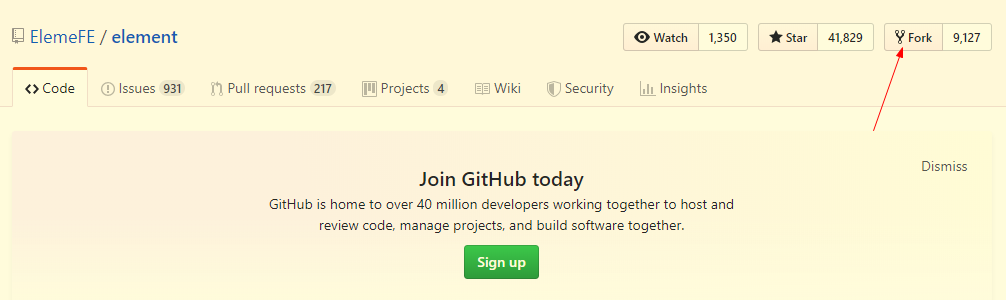 ElemeFE / element
Watch 1,350 Star 41,829 Fork 9,127
Code Issues 931 Pull requests 217 Projects 4 Wiki Security Insights
Dismiss
Join GitHub today
GitHub is home to over 40 million developers working together to host and
review code, manage projects, and build software together.
Sign up